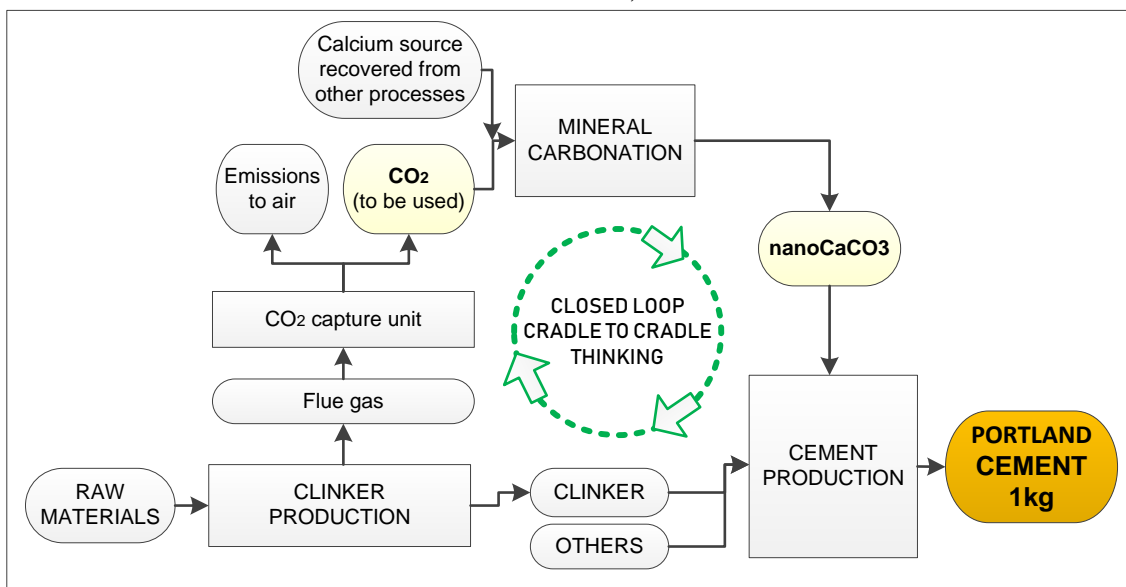 Calcium source
recovered from
other processes
MINERAL
CARBONATION
Emissions
to air
CO2
(to be used)
nanoCaCO3
CLOSED LOOP
CRADLE TO CRADLE
THINKING
CO2 capture unit
Flue gas
RAW
MATERIALS
CLINKER
PRODUCTION
CLINKER
OTHERS
CEMENT
PRODUCTION
PORTLAND
CEMENT
1kg